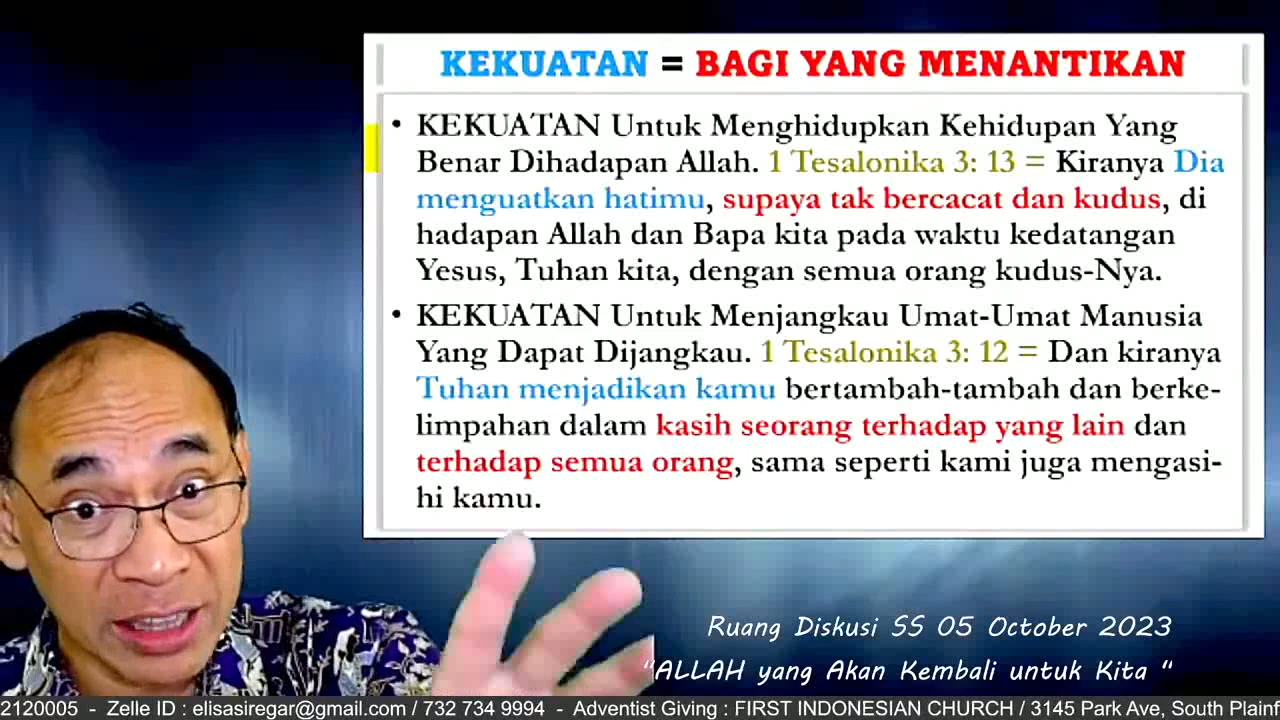 KEKUATAN = BAGI YANG MENANTIKAN
• KEKUATAN Untuk Menghidupkan Kehidupan Yang
Benar Dihadapan Allah. 1 Tesalonika 3: 13 = Kiranya Dia
menguatkan hatimu, supaya tak bercacat dan kudus, di
hadapan Allah dan Bapa kita pada waktu kedatangan
Yesus, Tuhan kita, dengan semua orang kudus-Nya.
• KEKUATAN Untuk Menjangkau Umat-Umat Manusia
Yang Dapat Dijangkau. 1 Tesalonika 3: 12 = Dan kiranya
Tuhan menjadikan kamu bertambah-tambah dan berke-
limpahan dalam kasih seorang terhadap yang lain dan
terhadap semua orang, sama seperti kami juga mengasi-
hi kamu.
Ruang Diskusi SS 05 October 2023
"ALLAH yang Akan Kembali untuk Kita "
2120005 - Zelle ID : elisasiregar@gmail.com / 732 734 9994 - Adventist Giving : FIRST INDONESIAN CHURCH / 3145 Park Ave, South Plainf